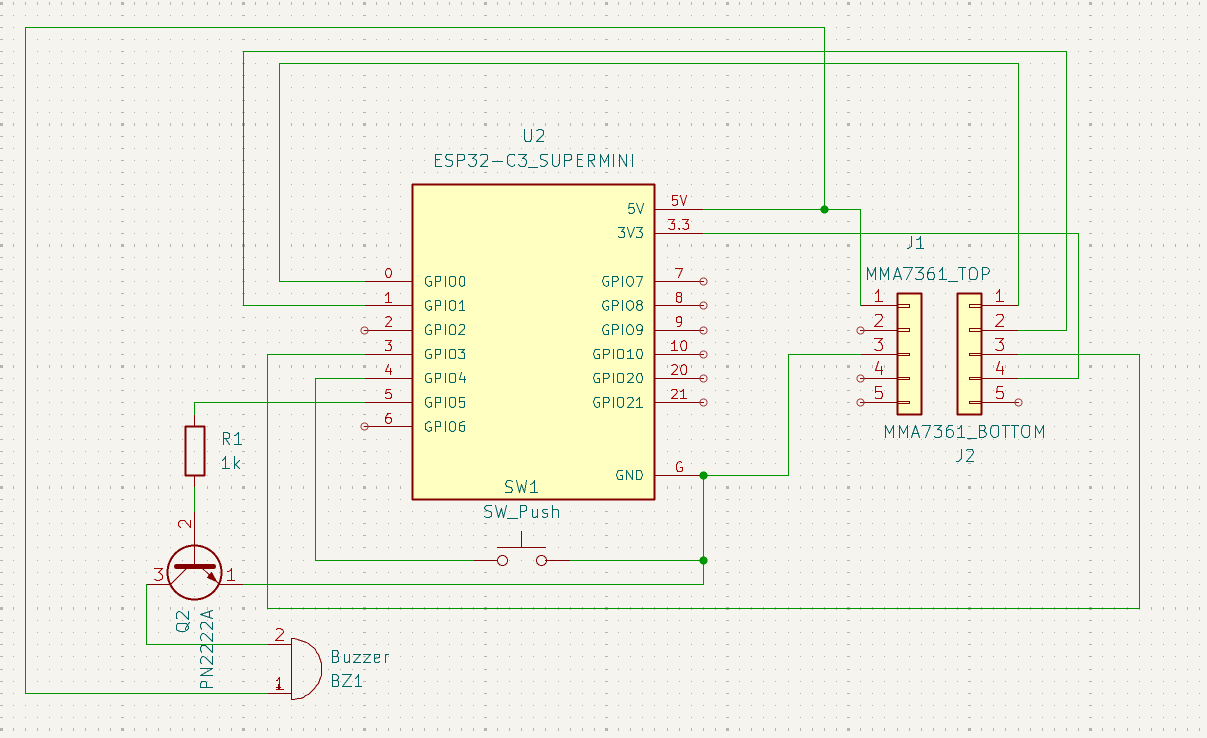 U2
ESP32-C3_SUPERMINI
5V 5V
3V3 3.3
J1
MMA7361_TOP
0 GPIO0 GPIO7 7
1 GPIO1 GPIO8 8
2 GPIO2 GPIO9 9
3 GPIO3 GPIO10 10
4 GPIO4 GPIO20 20
5 GPIO5 GPIO21 21
6 GPIO6
1 1
2 2
3 3
4 4
5 5
MMA7361_BOTTOM
J2
R1
1k
GND G
SW1
SW_Push
2
3 1
Q2
PN2222A
2
1
Buzzer
BZ1